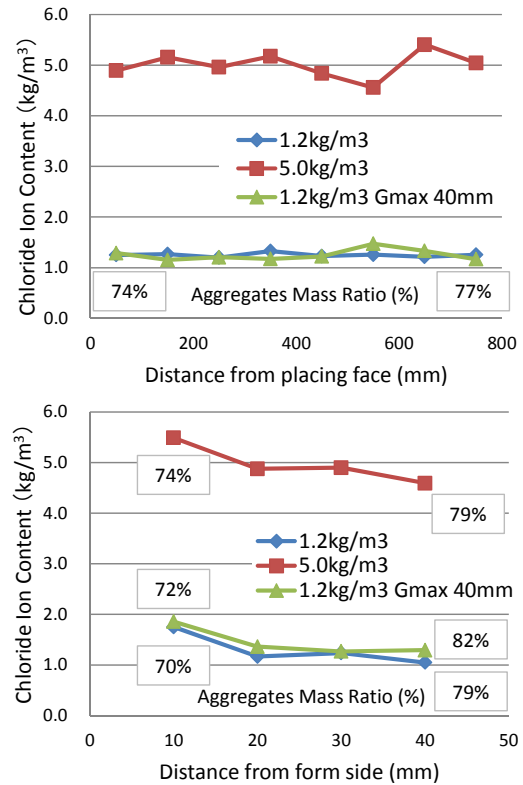 6.0
5.0
4.0
3.0
2.0
1.0
0.0
Chloride Ion Content (kg/m³)
1.2kg/m3
5.0kg/m3
1.2kg/m3 Gmax 40mm
74%
Aggregates Mass Ratio (%)
77%
0 200 400 600 800
Distance from placing face (mm)
6.0
5.0
4.0
3.0
2.0
1.0
0.0
Chloride Ion Content (kg/m³)
74%
79%
1.2kg/m3
5.0kg/m3
1.2kg/m3 Gmax 40mm
72%
82%
70%
Aggregates Mass Ratio (%)
79%
0 10 20 30 40 50
Distance from form side (mm)